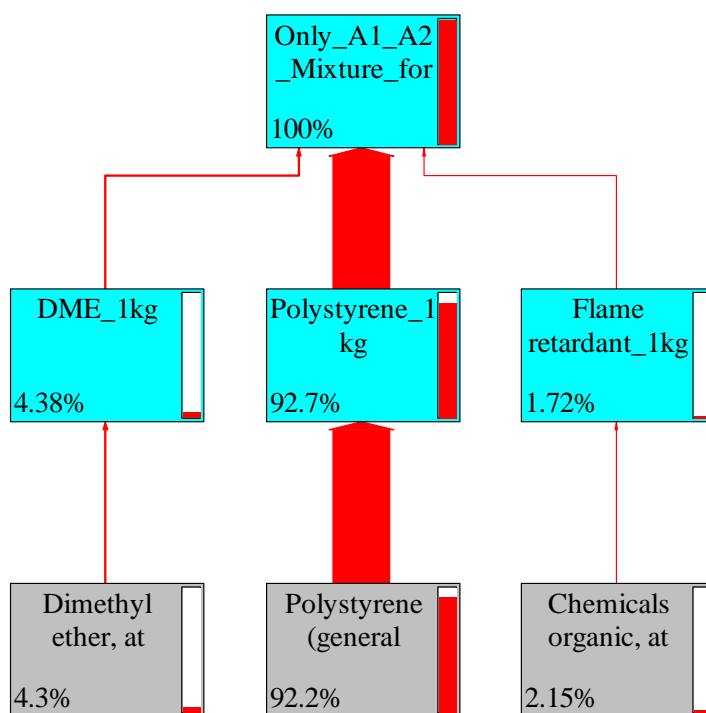 Only_A1_A2
_Mixture_for
100%
DME_1kg
4.38%
Polystyrene_1
kg
92.7%
Flame
retardant_1kg
1.72%
Dimethyl
ether, at
4.3%
Polystyrene
(general
92.2%
Chemicals
organic, at
2.15%